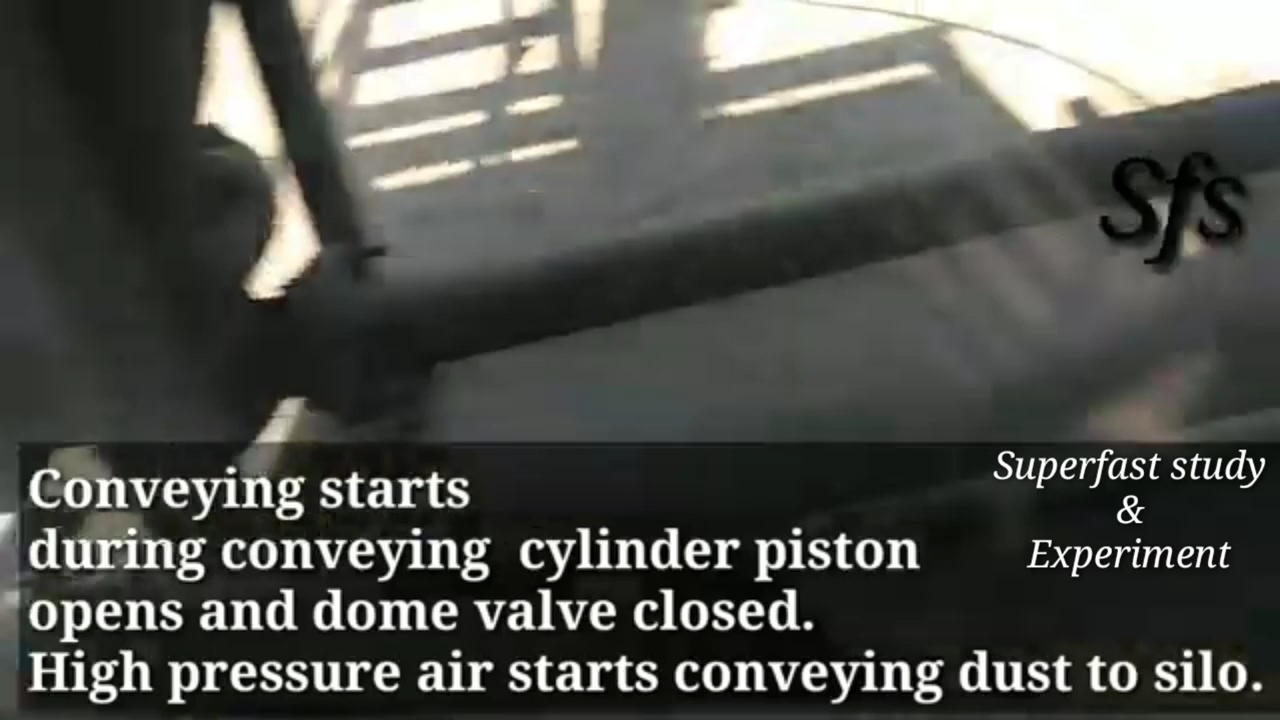 Sfs
Superfast study
&
Experiment
Conveying starts
during conveying  cylinder piston
opens and dome valve closed.
High pressure air starts conveying dust to silo.